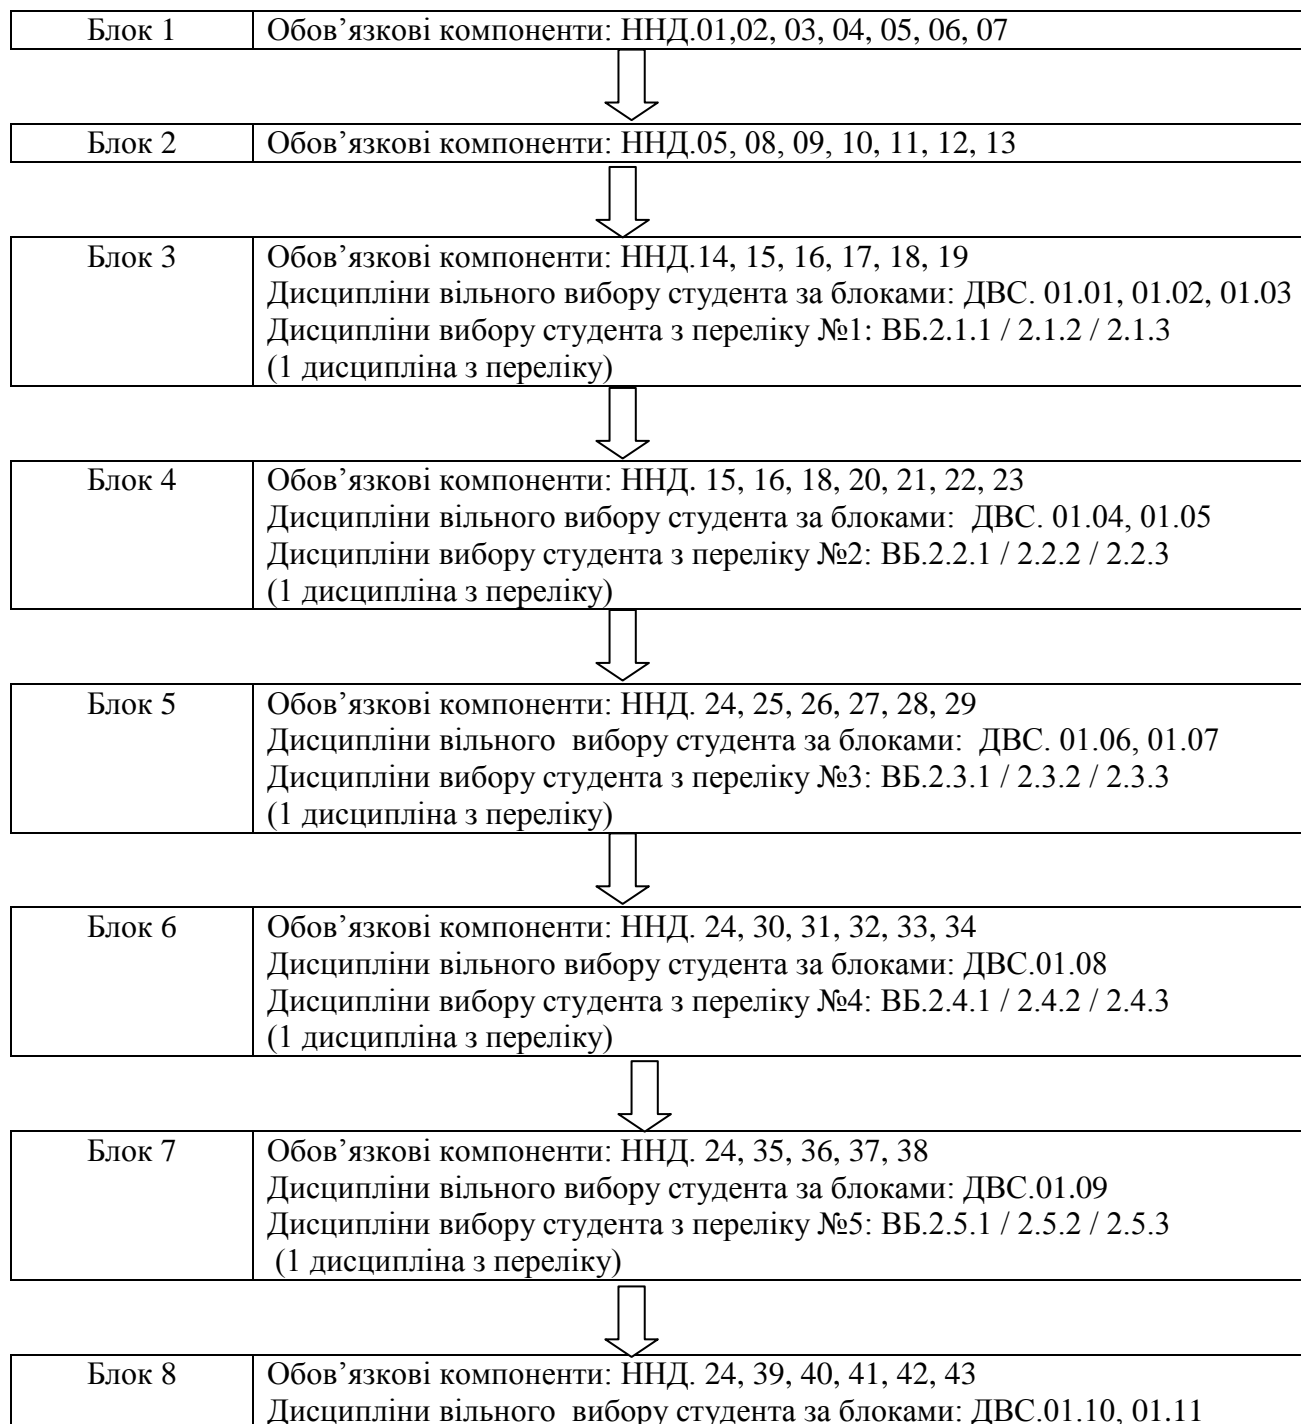 Блок 1 Обов’язкові компоненти: ННД.01,02, 03, 04, 05, 06, 07
Блок 2 Обов’язкові компоненти: ННД.05, 08, 09, 10, 11, 12, 13
Блок 3 Обов’язкові компоненти: ННД.14, 15, 16, 17, 18, 19
Дисципліни вільного вибору студента за блоками: ДВС. 01.01, 01.02, 01.03
Дисципліни вибору студента з переліку №1: ВБ.2.1.1 / 2.1.2 / 2.1.3
(1 дисципліна з переліку)
Блок 4 Обов’язкові компоненти: ННД. 15, 16, 18, 20, 21, 22, 23
Дисципліни вільного вибору студента за блоками: ДВС. 01.04, 01.05
Дисципліни вибору студента з переліку №2: ВБ.2.2.1 / 2.2.2 / 2.2.3
(1 дисципліна з переліку)
Блок 5 Обов’язкові компоненти: ННД. 24, 25, 26, 27, 28, 29
Дисципліни вільного вибору студента за блоками: ДВС. 01.06, 01.07
Дисципліни вибору студента з переліку №3: ВБ.2.3.1 / 2.3.2 / 2.3.3
(1 дисципліна з переліку)
Блок 6 Обов’язкові компоненти: ННД. 24, 30, 31, 32, 33, 34
Дисципліни вільного вибору студента за блоками: ДВС.01.08
Дисципліни вибору студента з переліку №4: ВБ.2.4.1 / 2.4.2 / 2.4.3
(1 дисципліна з переліку)
Блок 7 Обов’язкові компоненти: ННД. 24, 35, 36, 37, 38
Дисципліни вільного вибору студента за блоками: ДВС.01.09
Дисципліни вибору студента з переліку №5: ВБ.2.5.1 / 2.5.2 / 2.5.3
(1 дисципліна з переліку)
Блок 8 Обов’язкові компоненти: ННД. 24, 39, 40, 41, 42, 43
Дисципліни вільного вибору студента за блоками: ДВС.01.10, 01.11